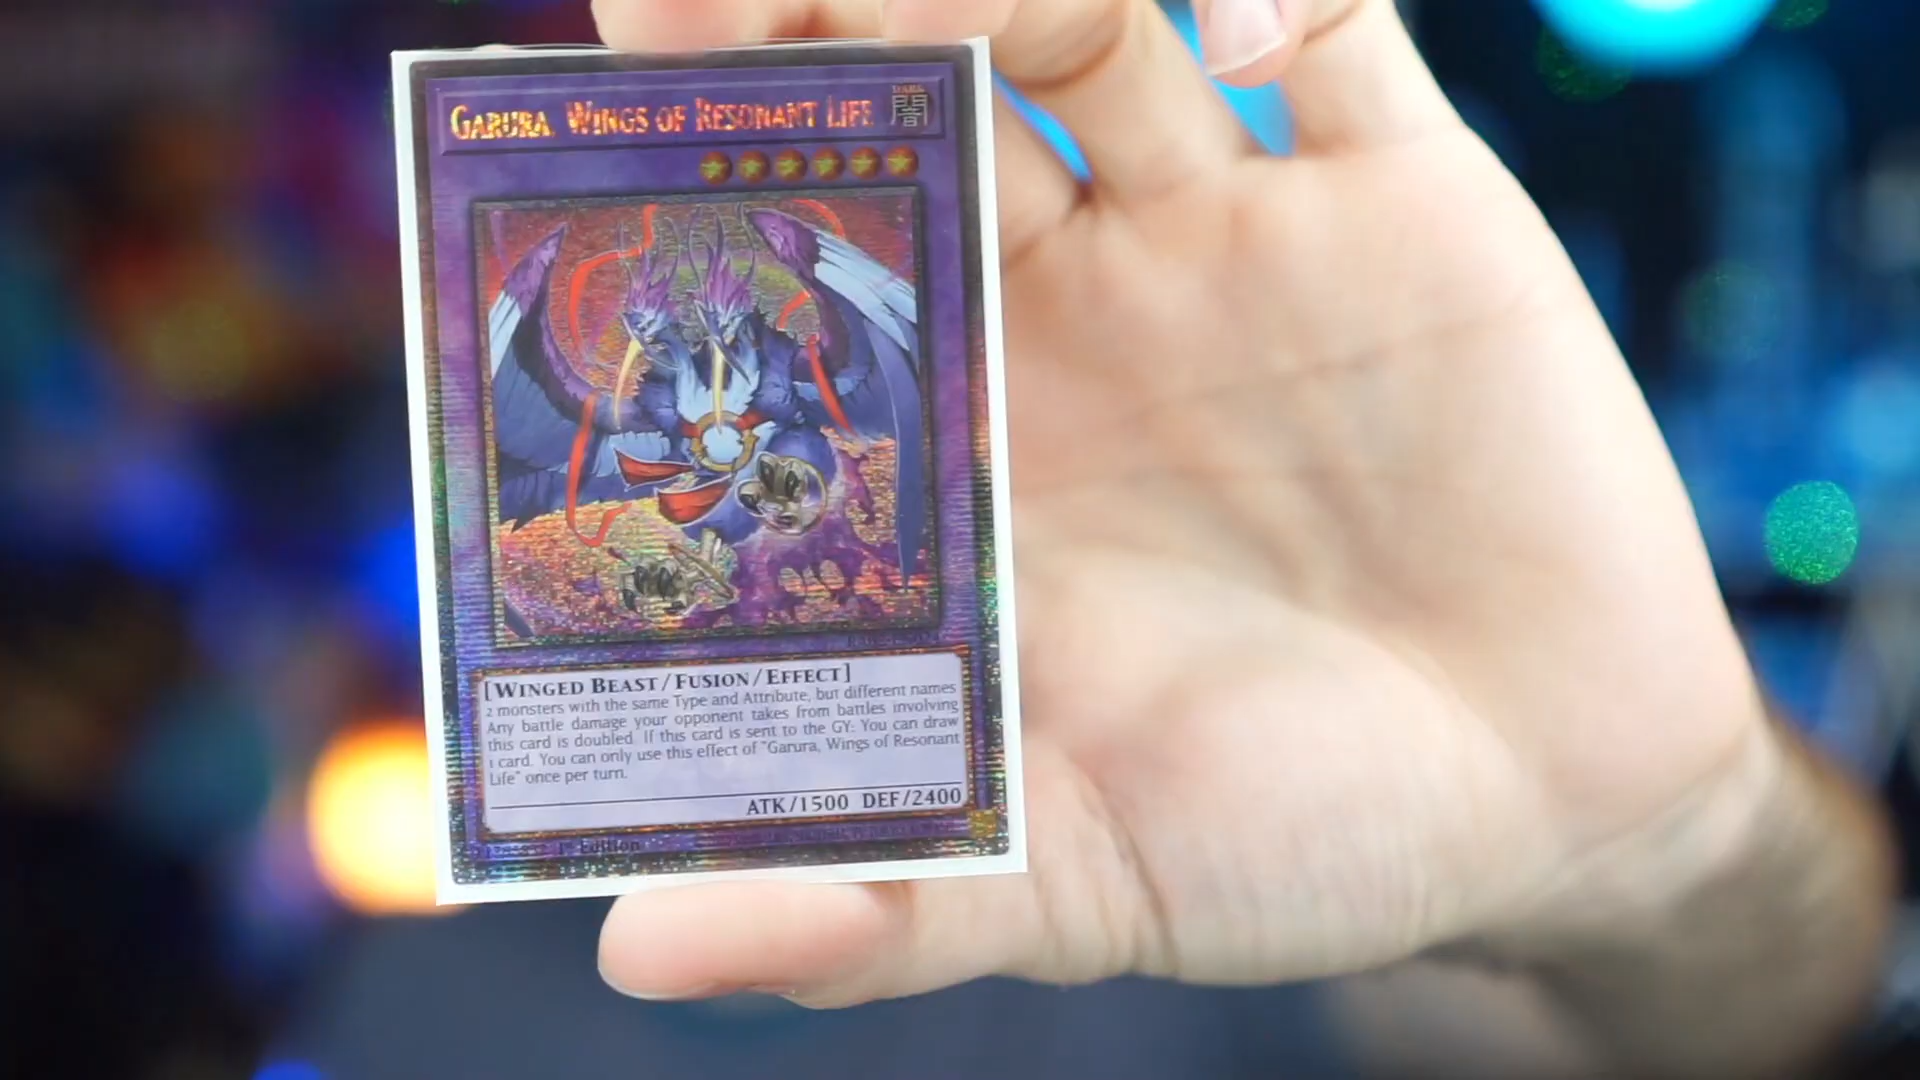 GARURA, WINGS OF RESONANT LIFE
DARK
闇
[WINGED BEAST/FUSION/EFFECT]
2 monsters with the same Type and Attribute, but different names
Any battle damage your opponent takes from battles involving
this card is doubled. If this card is sent to the GY: You can draw
1 card. You can only use this effect of "Garura, Wings of Resonant
Life" once per turn.
ATK/1500 DEF/2400
1st Edition